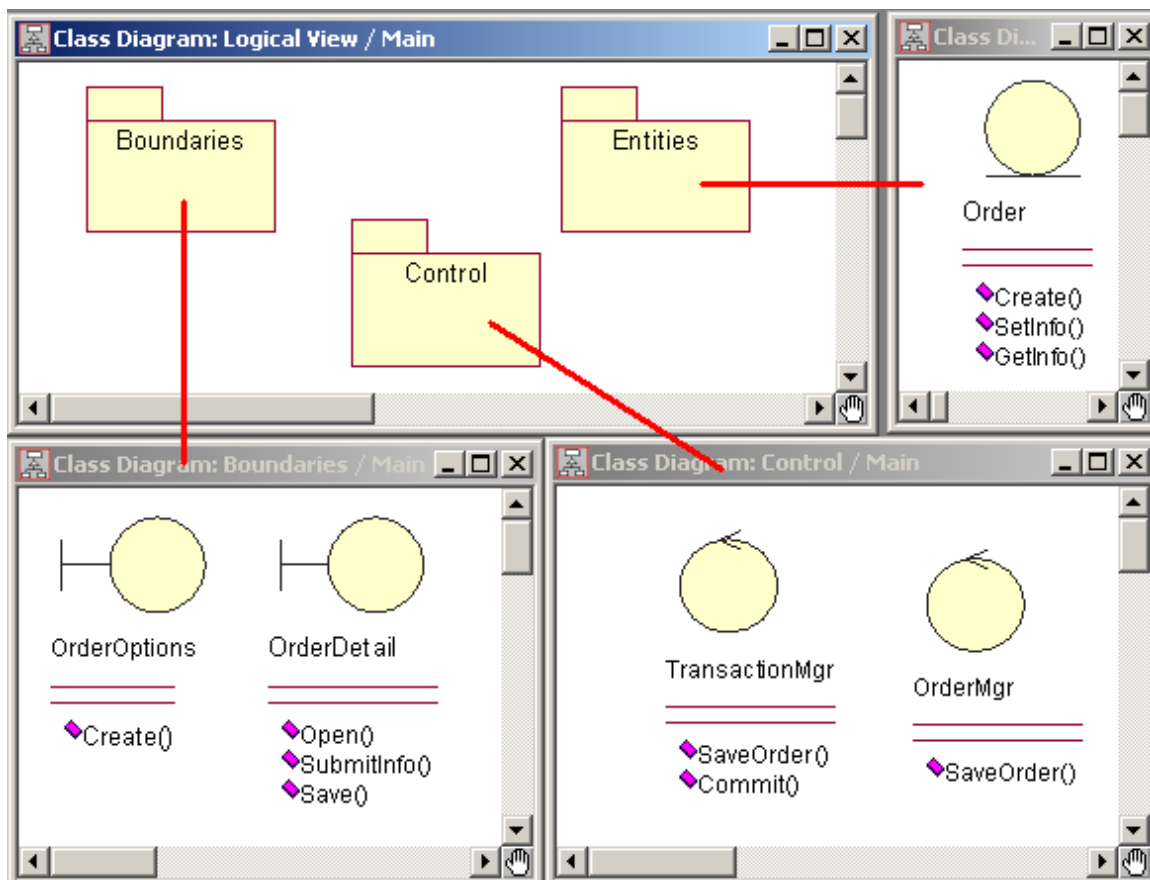 Class Diagram: Logical View / Main
Boundaries
Entities
Control
Class Di...
Order
Create()
SetInfo()
GetInfo()
Class Diagram: Boundaries / Main
OrderOptions
Create()
OrderDetail
Open()
SubmitInfo()
Save()
Class Diagram: Control / Main
TransactionMgr
SaveOrder()
Commit()
OrderMgr
SaveOrder()